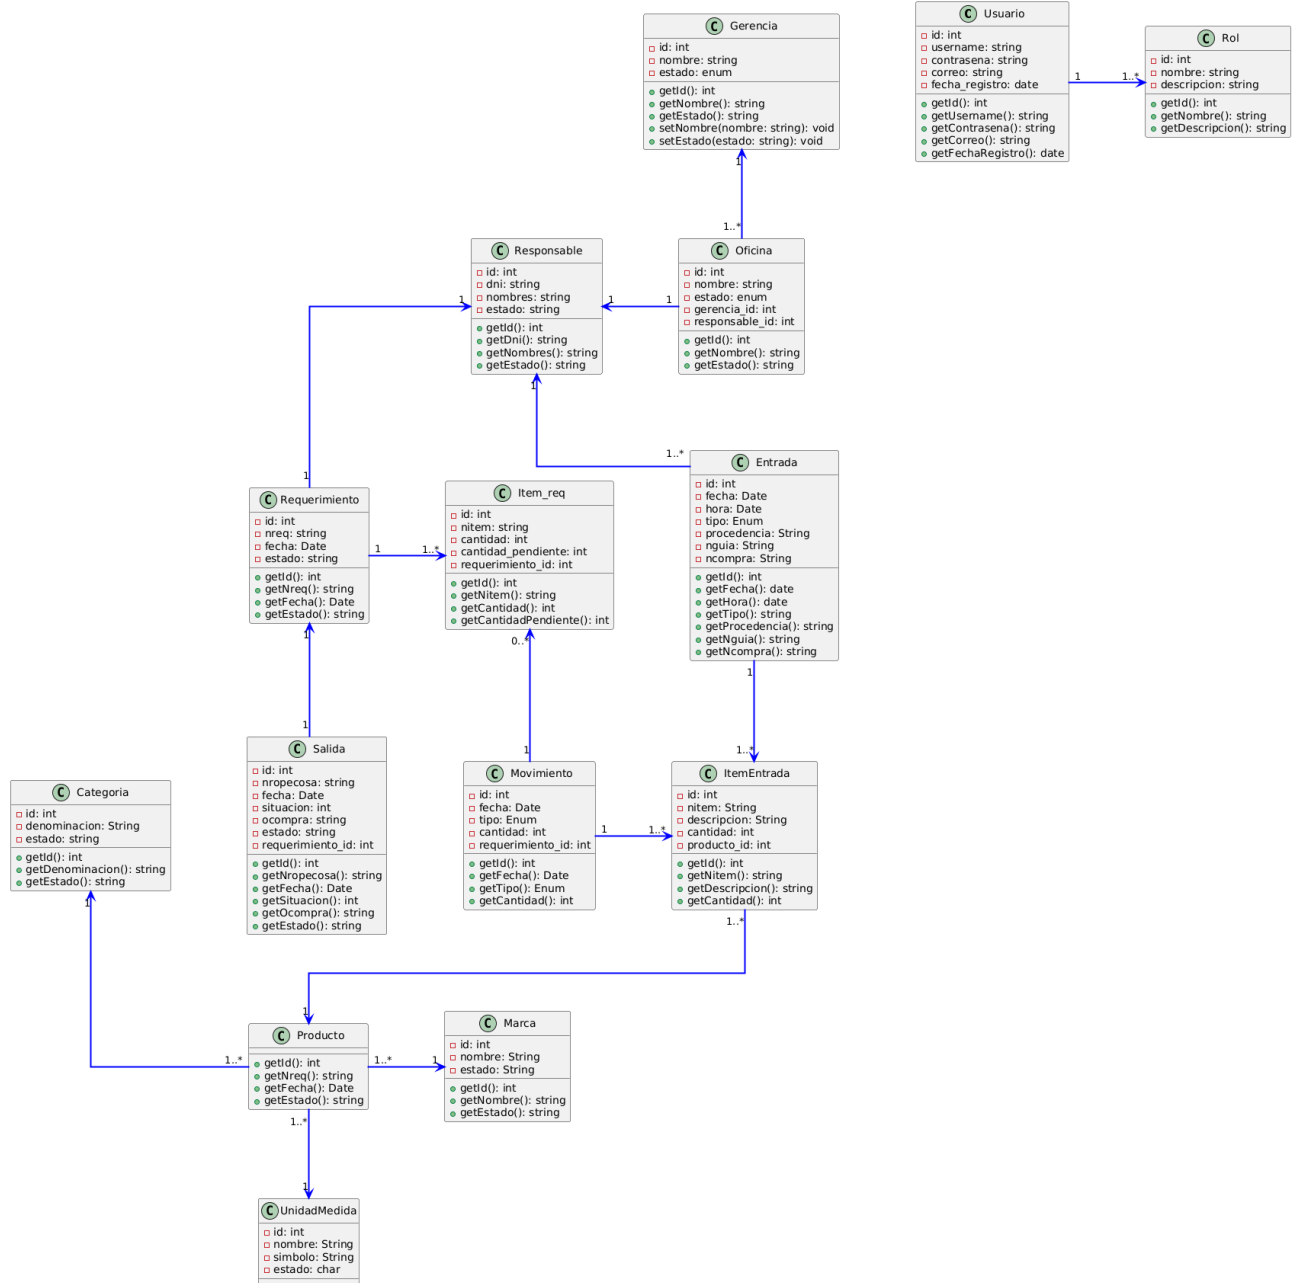 C Gerencia
id: int
nombre: string
estado: enum
getId(): int
getNombre(): string
getEstado(): string
setNombre(nombre: string): void
setEstado(estado: string): void
C Usuario
id: int
username: string
contrasena: string
correo: string
fecha_registro: date
getId(): int
getUsername(): string
getContrasena(): string
getCorreo(): string
getFechaRegistro(): date
1 1..*
C Rol
id: int
nombre: string
descripcion: string
getId(): int
getNombre(): string
getDescripcion(): string
1
1..*
C Responsable
id: int
dni: string
nombres: string
estado: string
getId(): int
getDni(): string
getNombres(): string
getEstado(): string
1 1
C Oficina
id: int
nombre: string
estado: enum
gerencia_id: int
responsable_id: int
getId(): int
getNombre(): string
getEstado(): string
1
1
1
1..*
C Requerimiento
id: int
nreq: string
fecha: Date
estado: string
getId(): int
getNreq(): string
getFecha(): Date
getEstado(): string
1 1..*
C Item_req
id: int
nitem: string
cantidad: int
cantidad_pendiente: int
requerimiento_id: int
getId(): int
getNitem(): string
getCantidad(): int
getCantidadPendiente(): int
C Entrada
id: int
fecha: Date
hora: Date
tipo: Enum
procedencia: String
nguia: String
ncompra: String
getId(): int
getFecha(): date
getHora(): date
getTipo(): string
getProcedencia(): string
getNguia(): string
getNcompra(): string
1
1
0..*
1
1
1..*
C Categoria
id: int
denominacion: String
estado: string
getId(): int
getDenominacion(): string
getEstado(): string
C Salida
id: int
nropecosa: string
fecha: Date
situacion: int
ocompra: string
estado: string
requerimiento_id: int
getId(): int
getNropecosa(): string
getFecha(): Date
getSituacion(): int
getOcompra(): string
getEstado(): string
C Movimiento
id: int
fecha: Date
tipo: Enum
cantidad: int
requerimiento_id: int
getId(): int
getFecha(): Date
getTipo(): Enum
getCantidad(): int
1 1..*
C ItemEntrada
id: int
nitem: String
descripcion: String
cantidad: int
producto_id: int
getId(): int
getNitem(): string
getDescripcion(): string
getCantidad(): int
1
1..*
1..*
1
C Producto
getId(): int
getNreq(): string
getFecha(): Date
getEstado(): string
1..* 1
C Marca
id: int
nombre: String
estado: String
getId(): int
getNombre(): string
getEstado(): string
1..*
1
C UnidadMedida
id: int
nombre: String
simbolo: String
estado: char